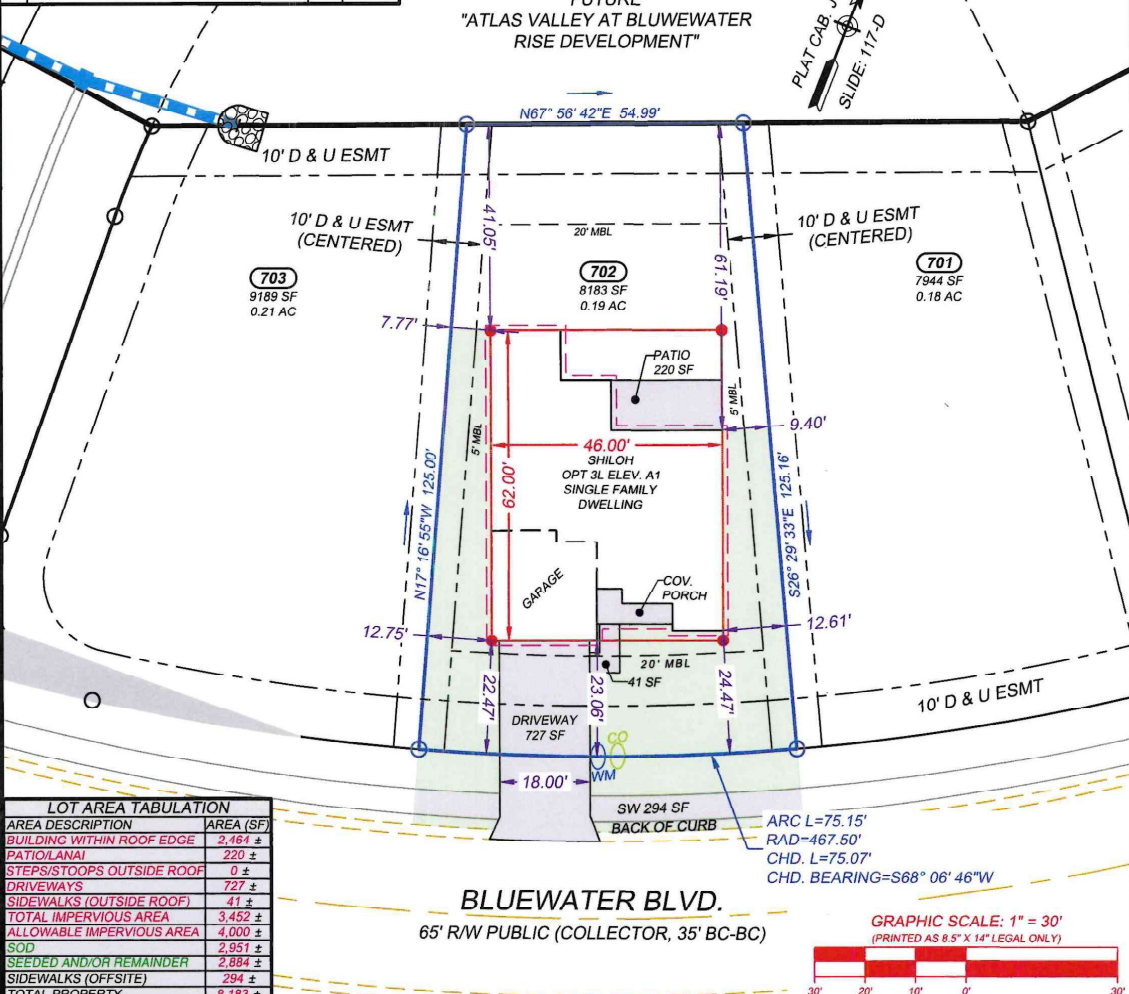 "ATLAS VALLEY AT BLUWEWATER
RISE DEVELOPMENT"
PLAT CAB.
SLIDE: 117-D
N67° 56' 42"E 54.99'
10' D & U ESMT
10' D & U ESMT
(CENTERED)
10' D & U ESMT
(CENTERED)
703
9189 SF
0.21 AC
41.05'
20' MBL
702
8183 SF
0.19 AC
61.19'
701
7944 SF
0.18 AC
7.77'
PATIO
220 SF
5' MBL
5' MBL
9.40'
46.00'
SHILOH
OPT 3L ELEV. A1
SINGLE FAMILY
DWELLING
62.00'
N17° 16' 55"W 125.00'
S26° 29' 33"E 125.16'
GARAGE
COV.
PORCH
12.75'
12.61'
20' MBL
41 SF
22.47'
23.06'
24.47'
10' D & U ESMT
DRIVEWAY
727 SF
CO
WM
18.00'
SW 294 SF
BACK OF CURB
ARC L=75.15'
RAD=467.50'
CHD. L=75.07'
CHD. BEARING=S68° 06' 46"W
LOT AREA TABULATION
AREA DESCRIPTION AREA (SF)
BUILDING WITHIN ROOF EDGE 2,464 ±
PATIO/LANAI 220 ±
STEPS/STOOPS OUTSIDE ROOF 0 ±
DRIVEWAYS 727 ±
SIDEWALKS (OUTSIDE ROOF) 41 ±
TOTAL IMPERVIOUS AREA 3,452 ±
ALLOWABLE IMPERVIOUS AREA 4,000 ±
SOD 2,951 ±
SEEDED AND/OR REMAINDER 2,884 ±
SIDEWALKS (OFFSITE) 294 ±
TOTAL PROPERTY 8,183 ±
BLUEWATER BLVD.
65' R/W PUBLIC (COLLECTOR, 35' BC-BC)
GRAPHIC SCALE: 1" = 30'
(PRINTED AS 8.5" X 14" LEGAL ONLY)
30' 20' 10' 0' 30'